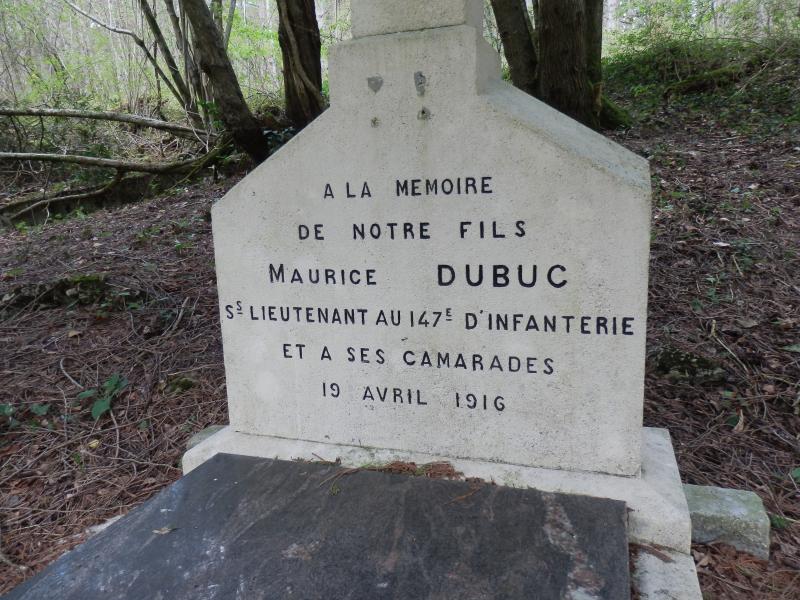 A LA MEMOIRE
DE NOTRE FILS
MAURICE DUBUC
SS LIEUTENANT AU 147E D'INFANTERIE
ET A SES CAMARADES
19 AVRIL 1916